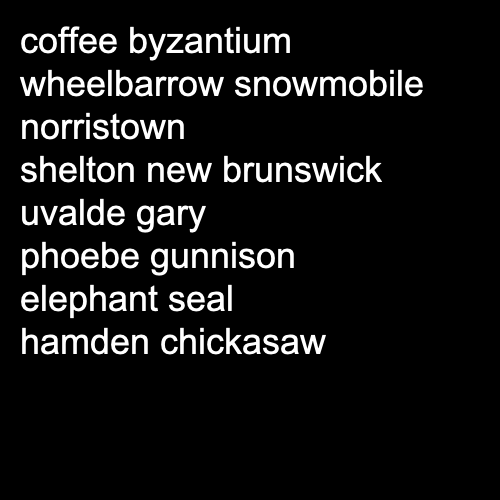 coffee byzantium
wheelbarrow snowmobile
norristown
shelton new brunswick
uvalde gary
phoebe gunnison
elephant seal
hamden chickasaw